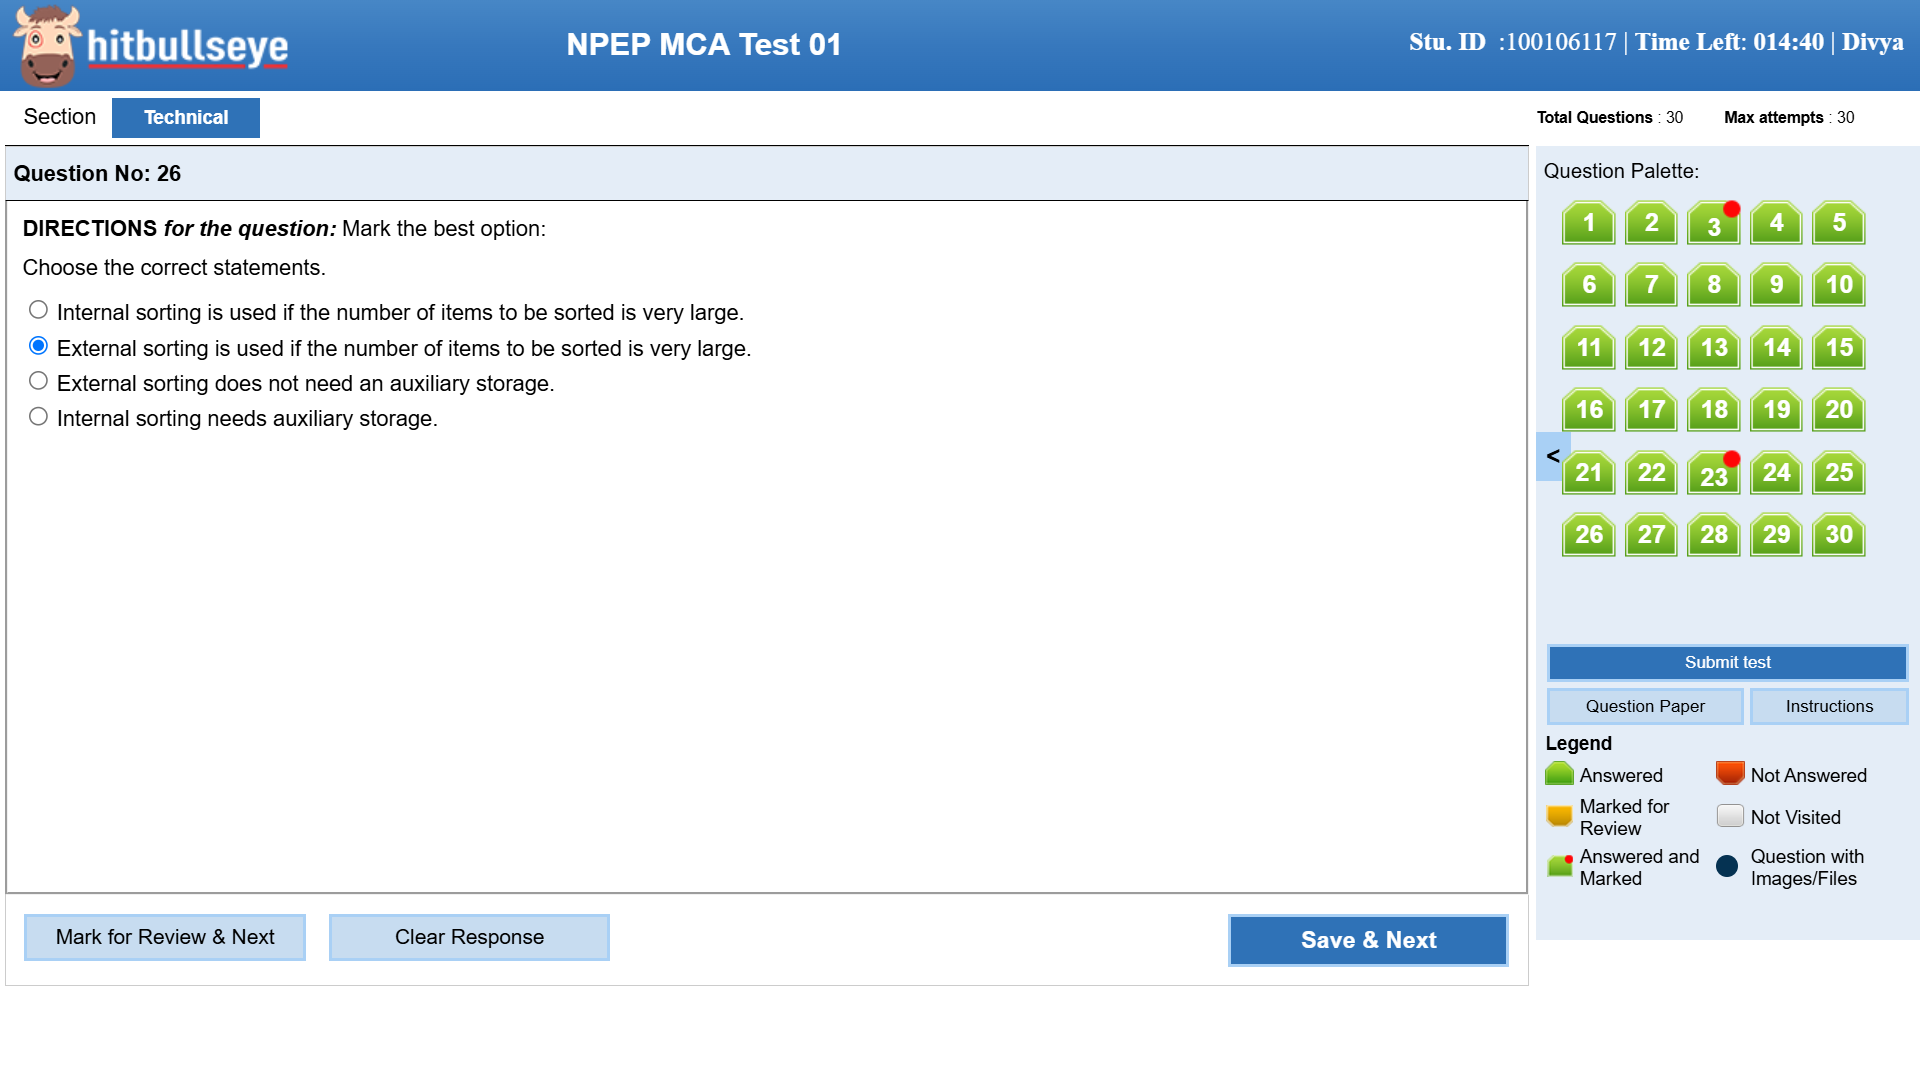 hitbullseye
NPEP MCA Test 01
Stu. ID :100106117 | Time Left: 014:40 | Divya
Section
Technical
Total Questions : 30
Max attempts : 30
Question No: 26
DIRECTIONS for the question: Mark the best option:
Choose the correct statements.
Internal sorting is used if the number of items to be sorted is very large.
External sorting is used if the number of items to be sorted is very large.
External sorting does not need an auxiliary storage.
Internal sorting needs auxiliary storage.
Mark for Review & Next
Clear Response
Save & Next
Question Palette:
1 2 3 4 5
6 7 8 9 10
11 12 13 14 15
16 17 18 19 20
<
21 22 23 24 25
26 27 28 29 30
Submit test
Question Paper
Instructions
Legend
Answered
Not Answered
Marked for
Review
Not Visited
Answered and
Marked
Question with
Images/Files